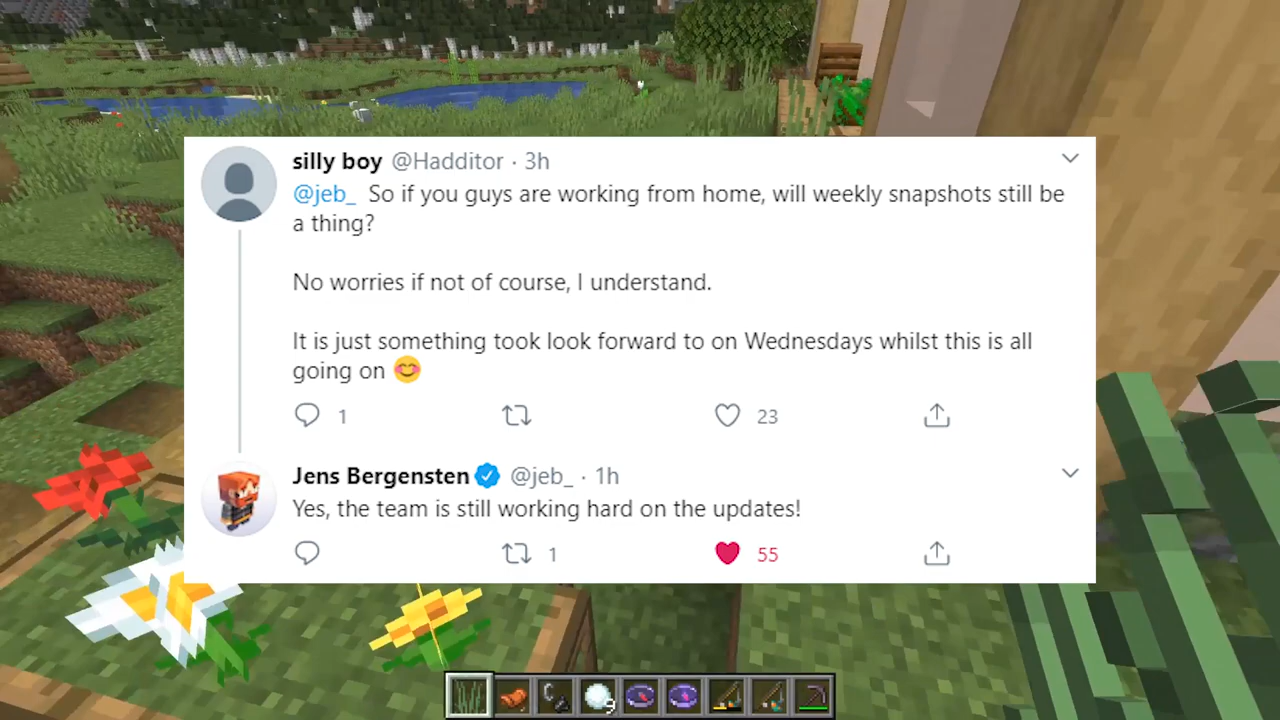 silly boy @Hadditor · 3h
@jeb_ So if you guys are working from home, will weekly snapshots still be
a thing?
No worries if not of course, I understand.
It is just something took look forward to on Wednesdays whilst this is all
going on 😊
1 23
Jens Bergensten @jeb_ · 1h
Yes, the team is still working hard on the updates!
1 55
9